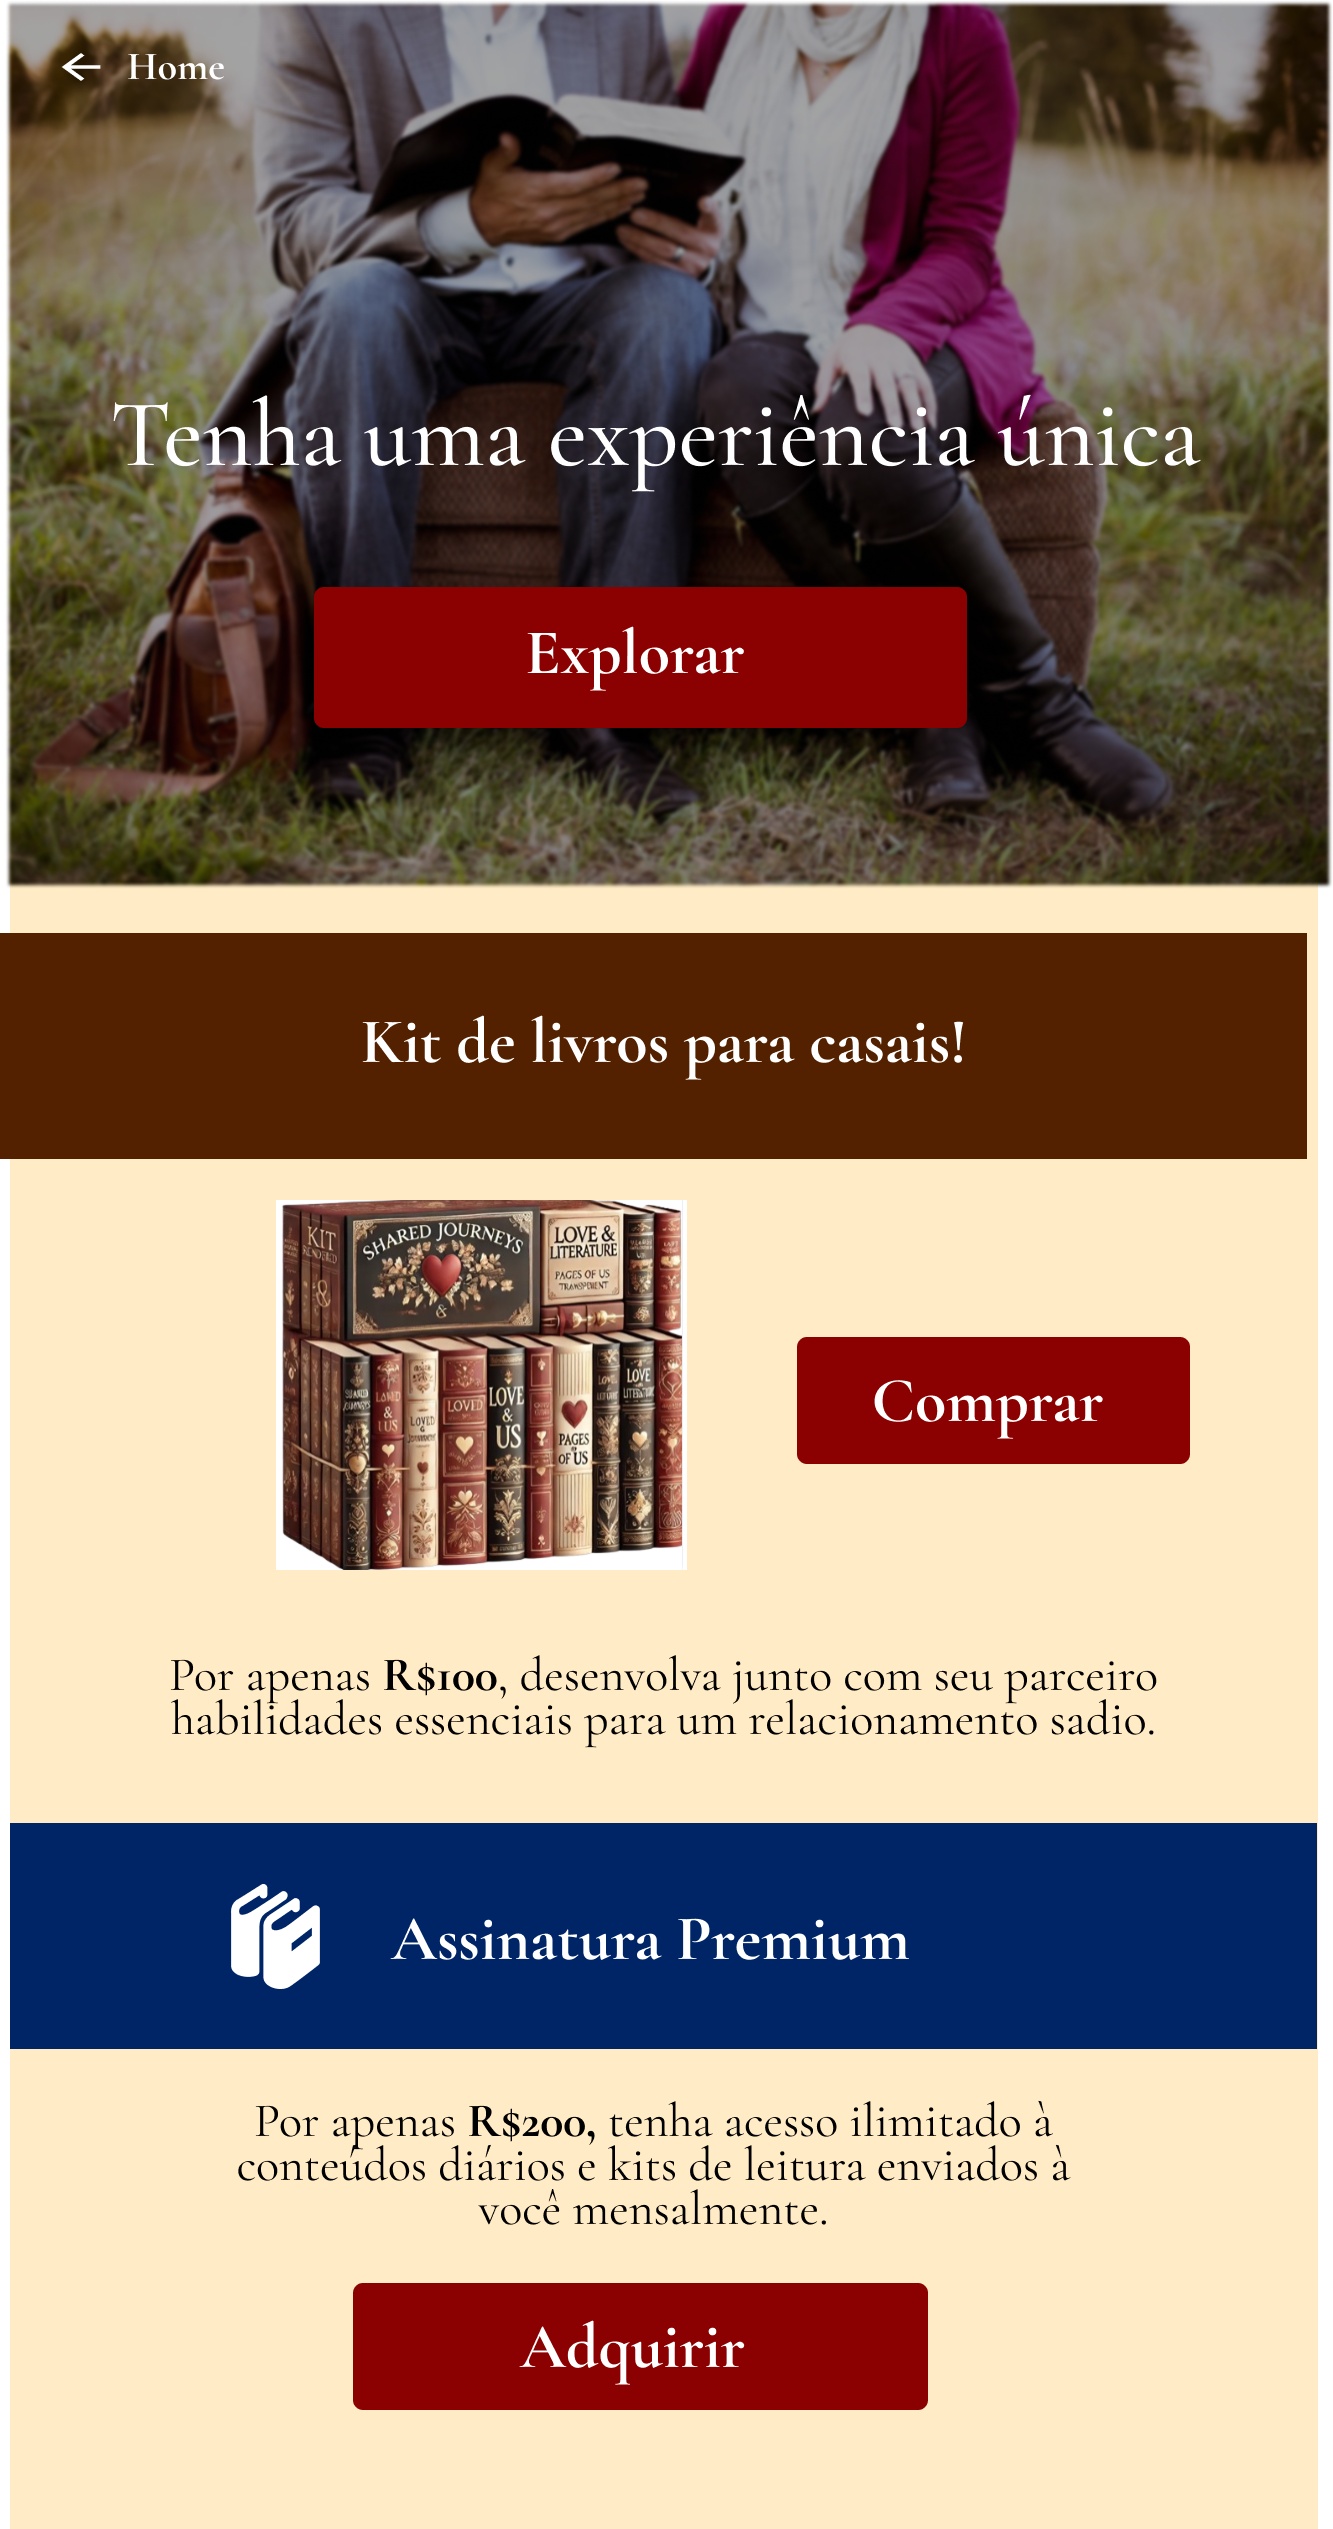 Home
Tenha uma experiência única
Explorar
Kit de livros para casais!
KIT
SHARED JOURNEYS
&
LOVE &
LITERATURE
PAGES OF US
&
LOVED
&
US
LOVED
LOVED
LOVE
&
US
PAGES
OF US
LOVE
Comprar
Por apenas R$100, desenvolva junto com seu parceiro
habilidades essenciais para um relacionamento sadio.
Assinatura Premium
Por apenas R$200, tenha acesso ilimitado à
conteúdos diários e kits de leitura enviados à
você mensalmente.
Adquirir